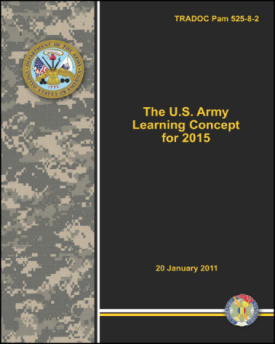 TRADOC Pam 525-8-2
The U.S. Army
Learning Concept
for 2015
20 January 2011